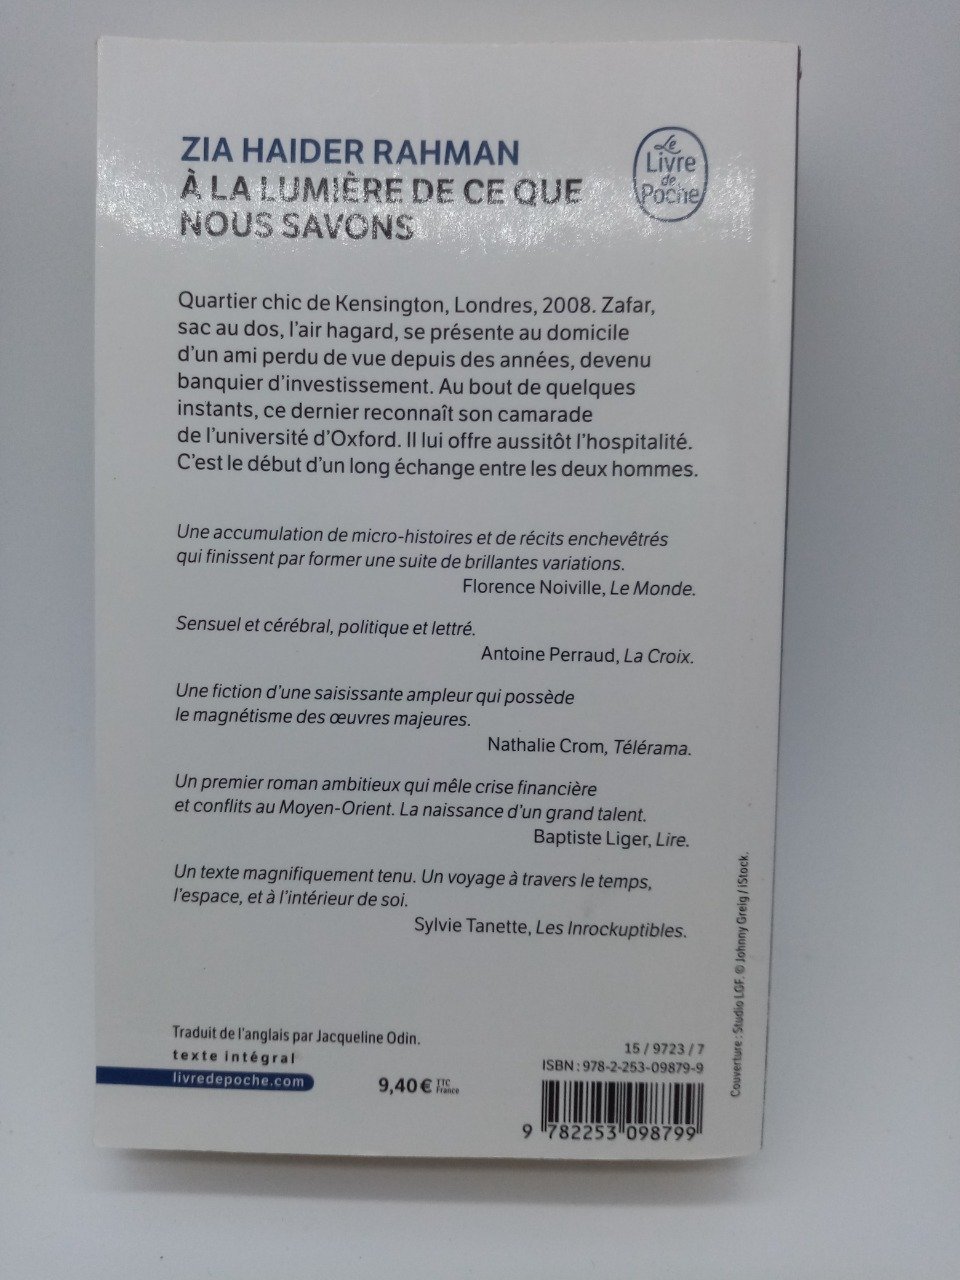 ZIA HAIDER RAHMAN
À LA LUMIÈRE DE CE QUE
NOUS SAVONS
Le
Livre
de
Poche
Quartier chic de Kensington, Londres, 2008. Zafar,
sac au dos, l'air hagard, se présente au domicile
d'un ami perdu de vue depuis des années, devenu
banquier d'investissement. Au bout de quelques
instants, ce dernier reconnaît son camarade
de l'université d'Oxford. Il lui offre aussitôt l'hospitalité.
C'est le début d'un long échange entre les deux hommes.
Une accumulation de micro-histoires et de récits enchevêtrés
qui finissent par former une suite de brillantes variations.
Florence Noiville, Le Monde.
Sensuel et cérébral, politique et lettré.
Antoine Perraud, La Croix.
Une fiction d'une saisissante ampleur qui possède
le magnétisme des œuvres majeures.
Nathalie Crom, Télérama.
Un premier roman ambitieux qui mêle crise financière
et conflits au Moyen-Orient. La naissance d'un grand talent.
Baptiste Liger, Lire.
Un texte magnifiquement tenu. Un voyage à travers le temps,
l'espace, et à l'intérieur de soi.
Sylvie Tanette, Les Inrockuptibles.
Couverture : Studio LGF. © Johnny Greig / iStock.
Traduit de l'anglais par Jacqueline Odin.
texte intégral
livredepoche.com
9,40 € TTC
France
15 / 9723 / 7
ISBN : 978-2-253-09879-9
9 782253 098799